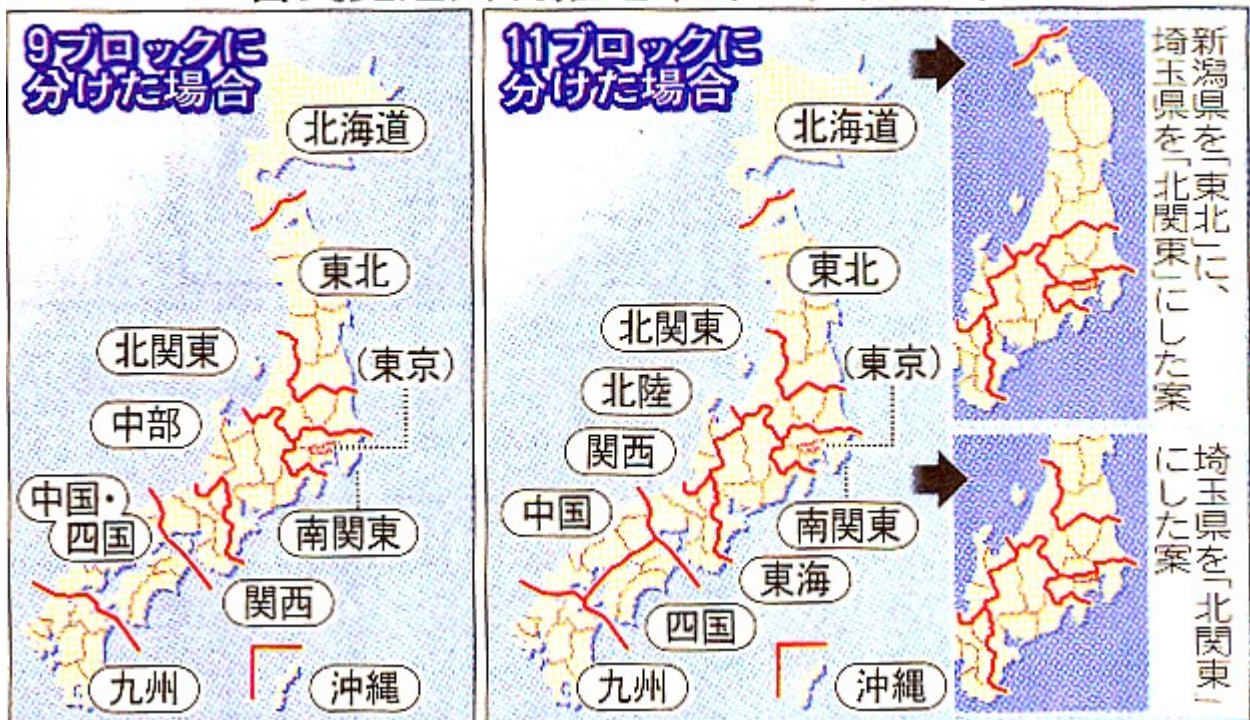 9ブロックに
分けた場合
北海道
東北
北関東
(東京)
中部
中国・
四国
南関東
関西
九州
沖縄
11ブロックに
分けた場合
北海道
東北
北関東
(東京)
北陸
関西
中国
南関東
東海
四国
九州
沖縄
新潟県を「東北」に、
埼玉県を「北関東」にした案
埼玉県を「北関東」
にした案